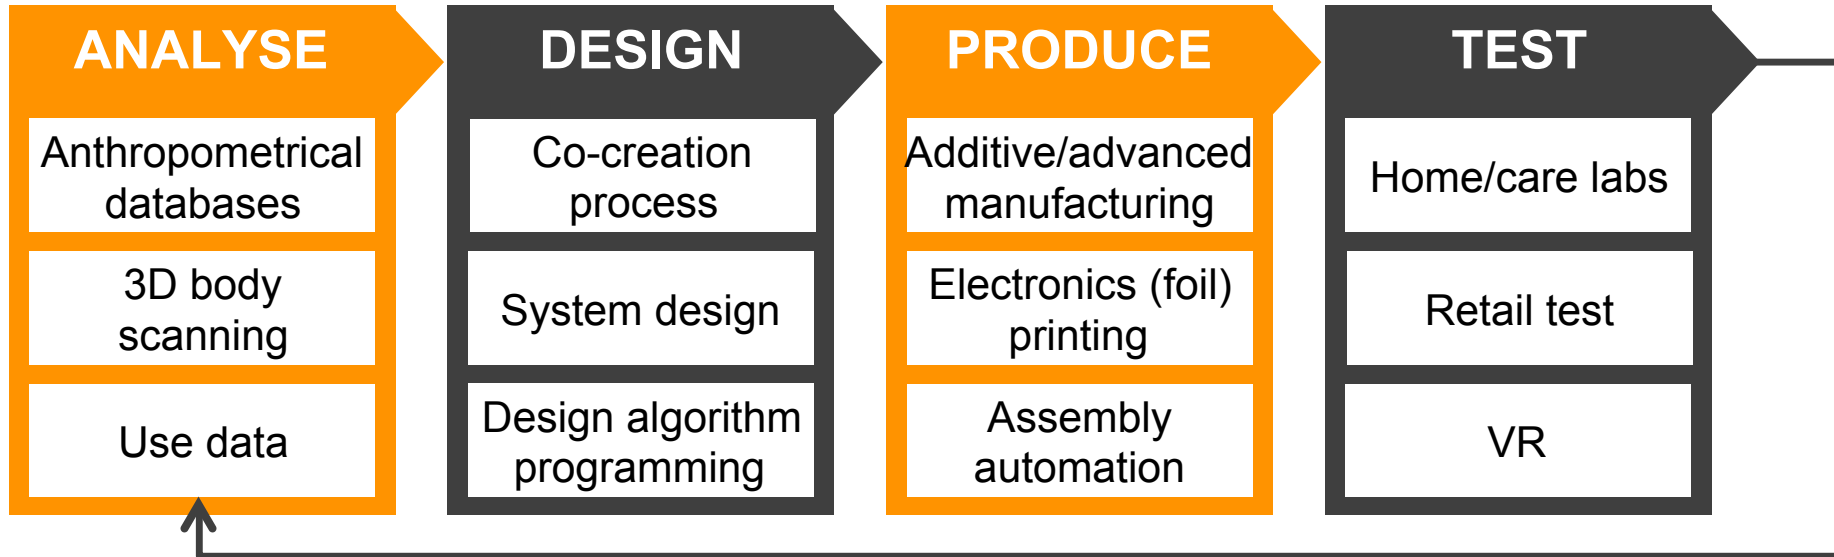 ANALYSE
Anthropometrical
databases
3D body
scanning
Use data
DESIGN
Co-creation
process
System design
Design algorithm
programming
PRODUCE
Additive/advanced
manufacturing
Electronics (foil)
printing
Assembly
automation
TEST
Home/care labs
Retail test
VR